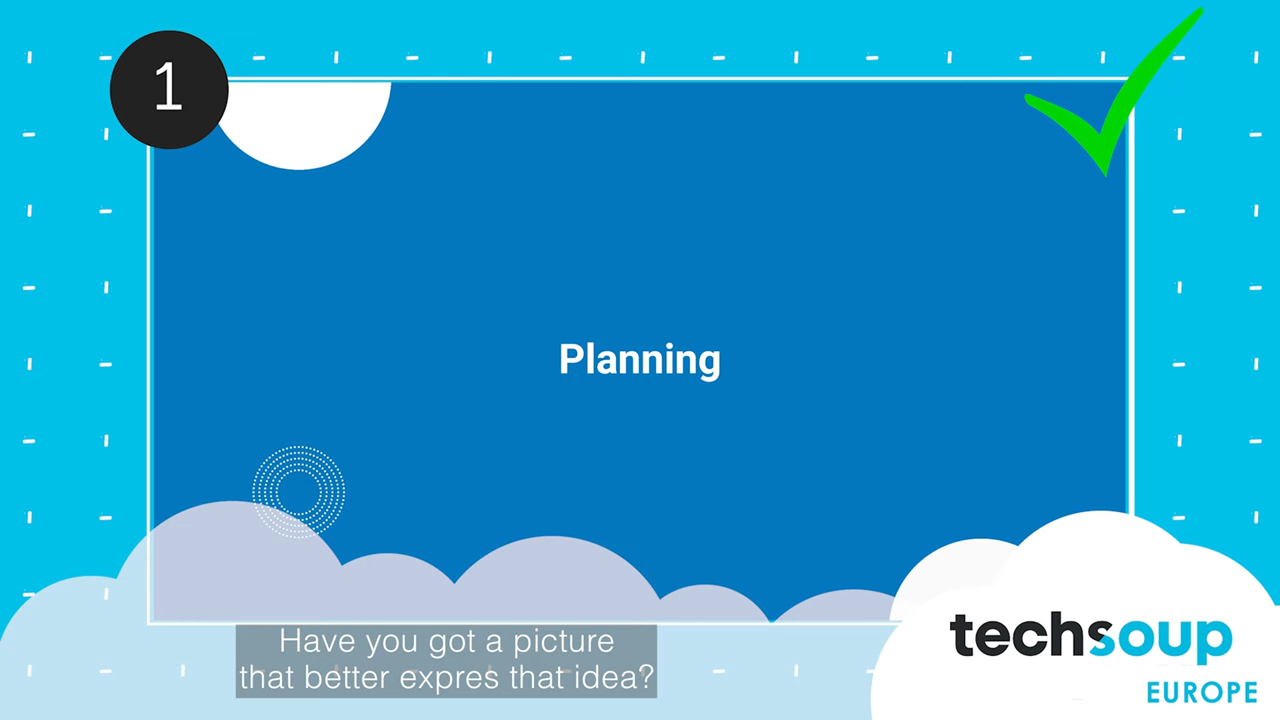 1
Planning
Have you got a picture
that better expres that idea?
techsoup
EUROPE